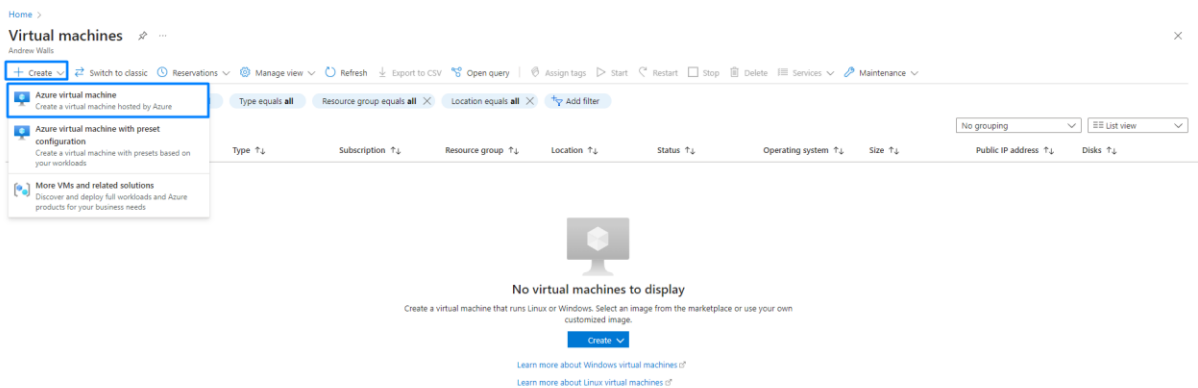 Home >
Virtual machines ...
Andrew Walls
+ Create Switch to classic Reservations Manage view Refresh Export to CSV Open query Assign tags Start Restart Stop Delete Services Maintenance
Azure virtual machine
Create a virtual machine hosted by Azure
Type equals all Resource group equals all Location equals all Add filter
Azure virtual machine with preset
configuration
Create a virtual machine with presets based on
your workloads
No grouping List view
Type Subscription Resource group Location Status Operating system Size Public IP address Disks
More VMs and related solutions
Discover and deploy full workloads and Azure
products for your business needs
No virtual machines to display
Create a virtual machine that runs Linux or Windows. Select an image from the marketplace or use your own
customized image.
Create
Learn more about Windows virtual machines
Learn more about Linux virtual machines